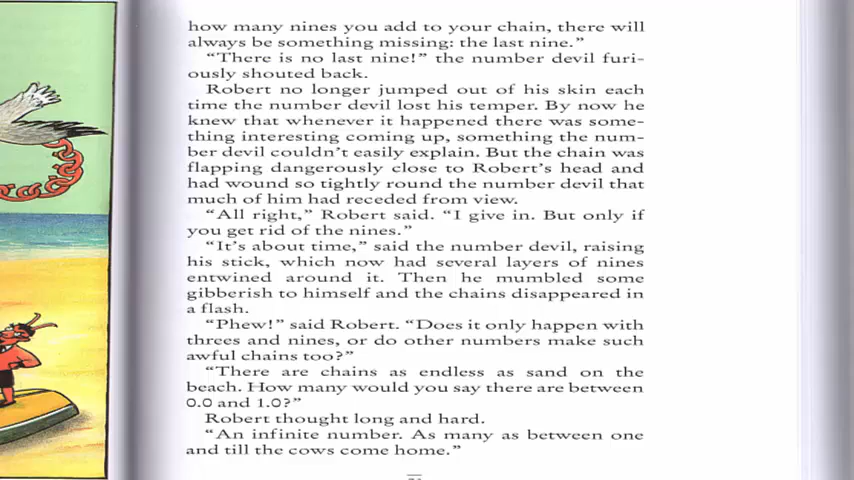 how many nines you add to your chain, there will
always be something missing: the last nine.”
“There is no last nine!” the number devil furi-
ously shouted back.
Robert no longer jumped out of his skin each
time the number devil lost his temper. By now he
knew that whenever it happened there was some-
thing interesting coming up, something the num-
ber devil couldn’t easily explain. But the chain was
flapping dangerously close to Robert’s head and
had wound so tightly round the number devil that
much of him had receded from view.
“All right,” Robert said. “I give in. But only if
you get rid of the nines.”
“It’s about time,” said the number devil, raising
his stick, which now had several layers of nines
entwined around it. Then he mumbled some
gibberish to himself and the chains disappeared in
a flash.
“Phew!” said Robert. “Does it only happen with
threes and nines, or do other numbers make such
awful chains too?”
“There are chains as endless as sand on the
beach. How many would you say there are between
0.0 and 1.0?”
Robert thought long and hard.
“An infinite number. As many as between one
and till the cows come home.”